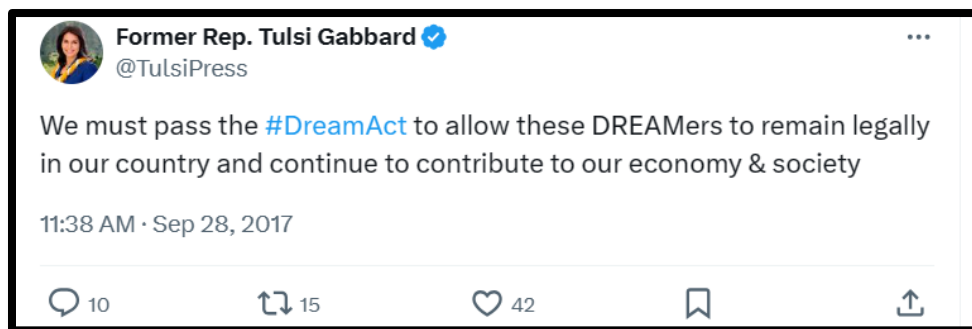 Former Rep. Tulsi Gabbard
@TulsiPress
We must pass the #DreamAct to allow these DREAMers to remain legally
in our country and continue to contribute to our economy & society
11:38 AM · Sep 28, 2017
10 15 42